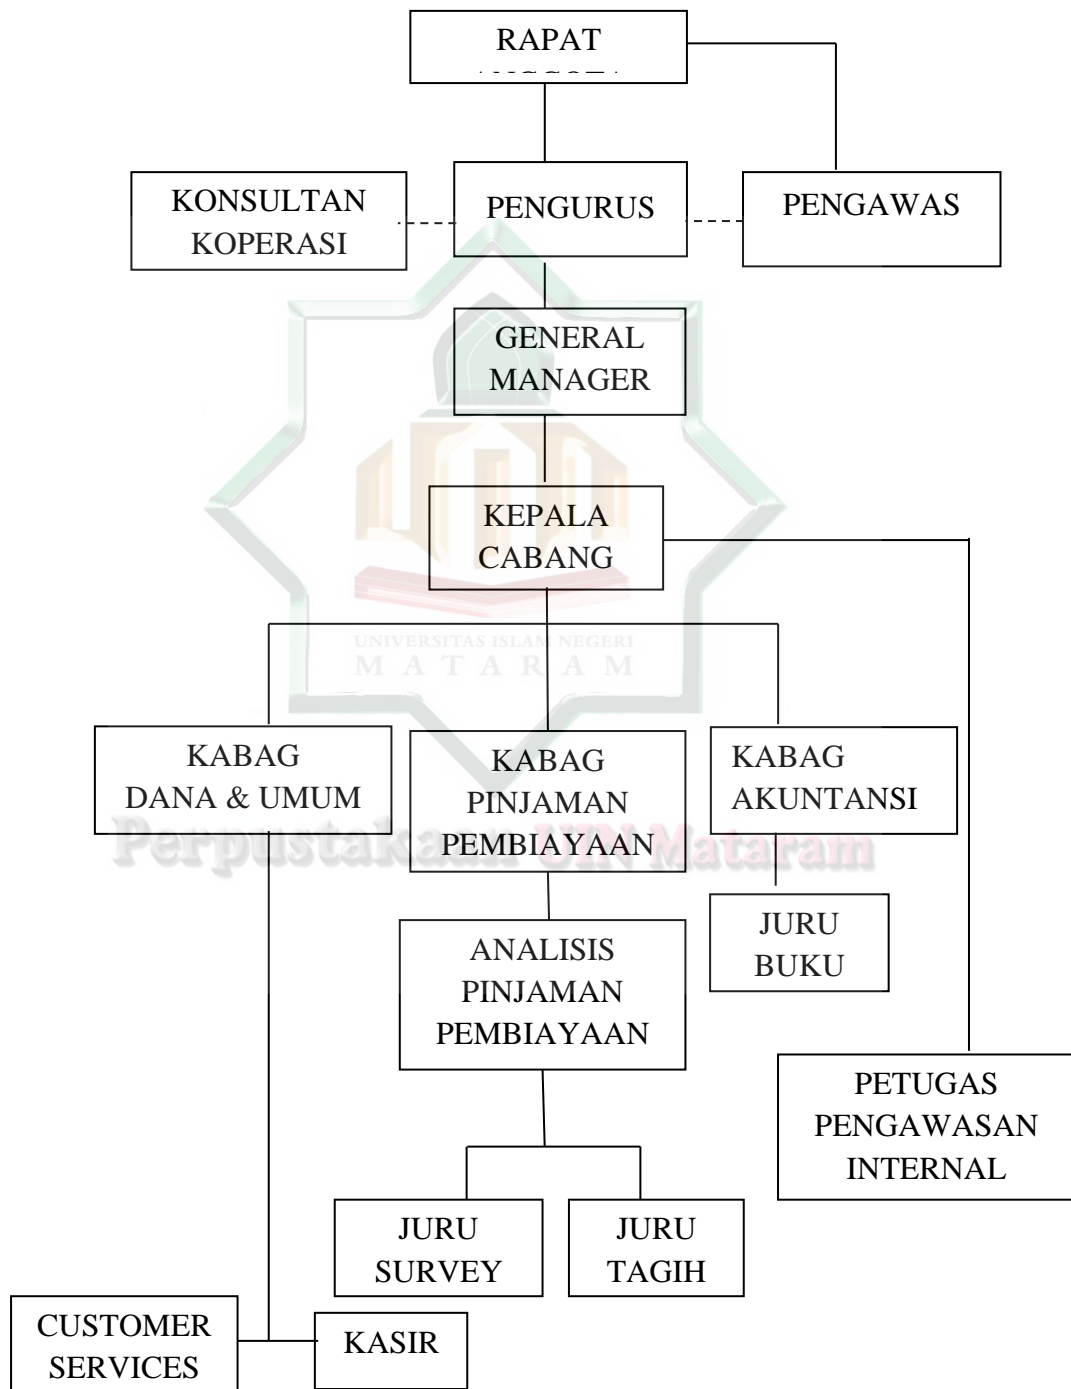 RAPAT
KONSULTAN
KOPERASI
PENGURUS
PENGAWAS
GENERAL
MANAGER
KEPALA
CABANG
UNIVERSITAS ISLAM NEGERI
MATARAM
KABAG
DANA & UMUM
KABAG
PINJAMAN
PEMBIAYAAN
KABAG
AKUNTANSI
Perpustakaan UIN Mataram
JURU
BUKU
ANALISIS
PINJAMAN
PEMBIAYAAN
PETUGAS
PENGAWASAN
INTERNAL
JURU
SURVEY
JURU
TAGIH
CUSTOMER
SERVICES
KASIR